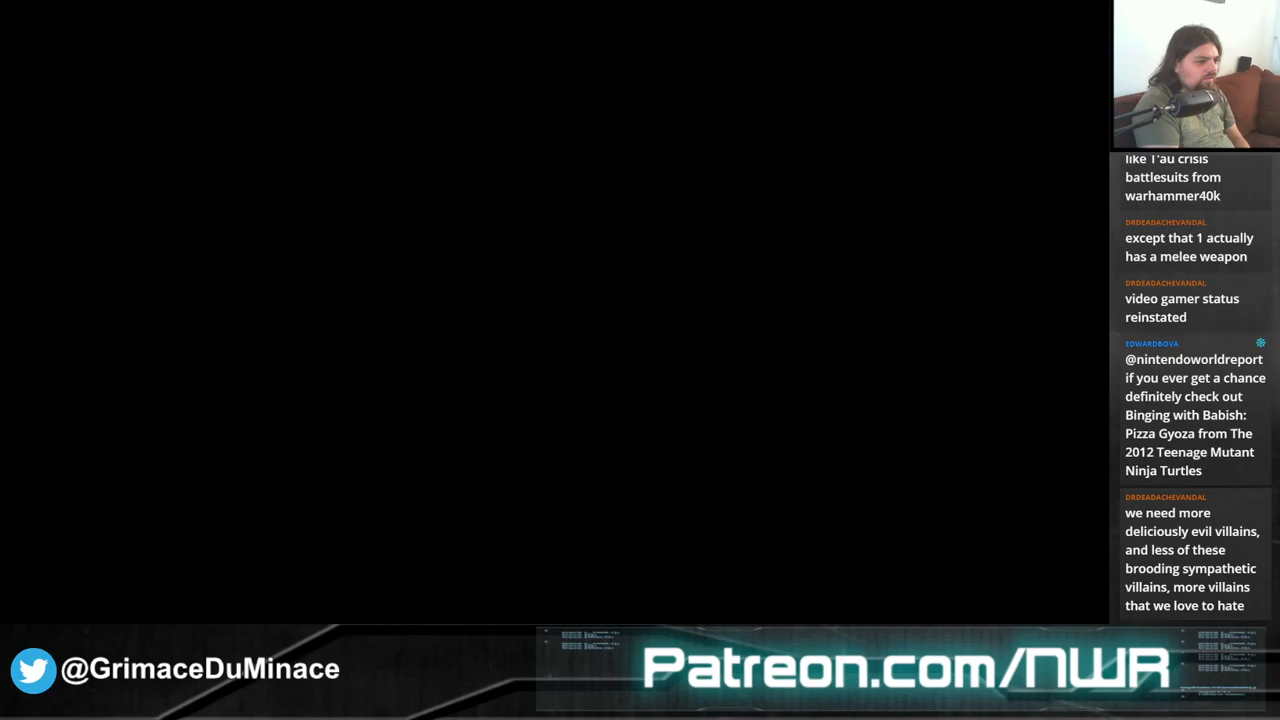 like T'au crisis
battlesuits from
warhammer40k
DRDEADACHEVANDAL
except that 1 actually
has a melee weapon
DRDEADACHEVANDAL
video gamer status
reinstated
EDWARDBOVA
@nintendoworldreport
if you ever get a chance
definitely check out
Binging with Babish:
Pizza Gyoza from The
2012 Teenage Mutant
Ninja Turtles
DRDEADACHEVANDAL
we need more
deliciously evil villains,
and less of these
brooding sympathetic
villains, more villains
that we love to hate
@GrimaceDuMinace
Patreon.com/NWR